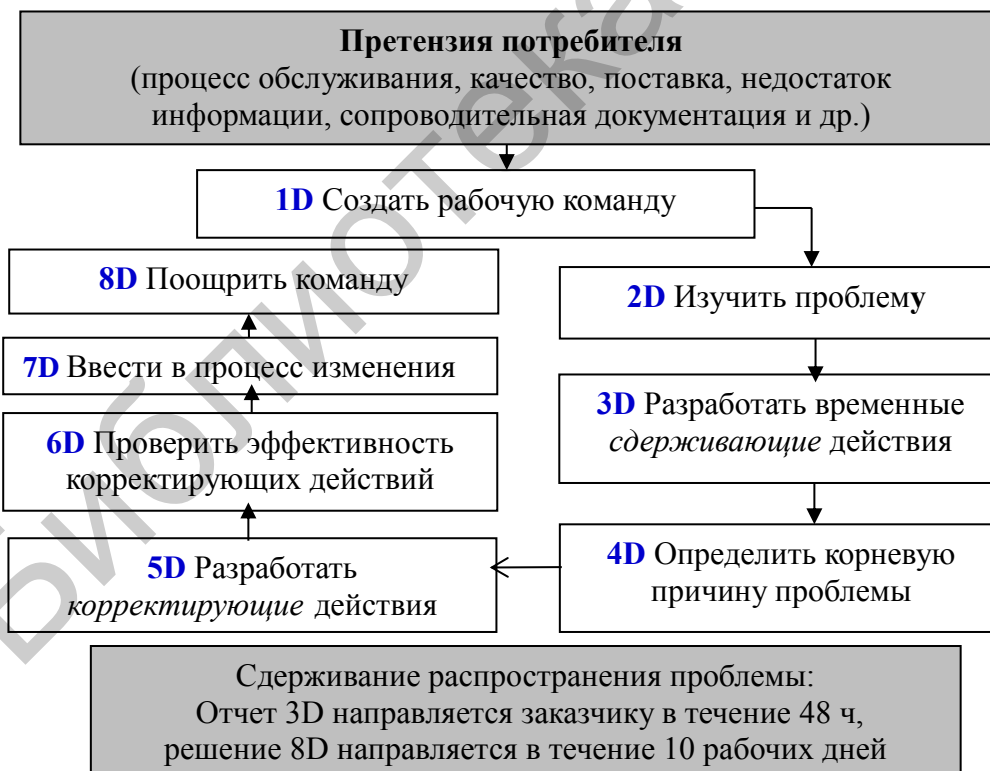 Претензия потребителя
(процесс обслуживания, качество, поставка, недостаток
информации, сопроводительная документация и др.)
1D Создать рабочую команду
2D Изучить проблему
3D Разработать временные
сдерживающие действия
4D Определить корневую
причину проблемы
5D Разработать
корректирующие действия
6D Проверить эффективность
корректирующих действий
7D Ввести в процесс изменения
8D Поощрить команду
Сдерживание распространения проблемы:
Отчет 3D направляется заказчику в течение 48 ч,
решение 8D направляется в течение 10 рабочих дней
Библиотека